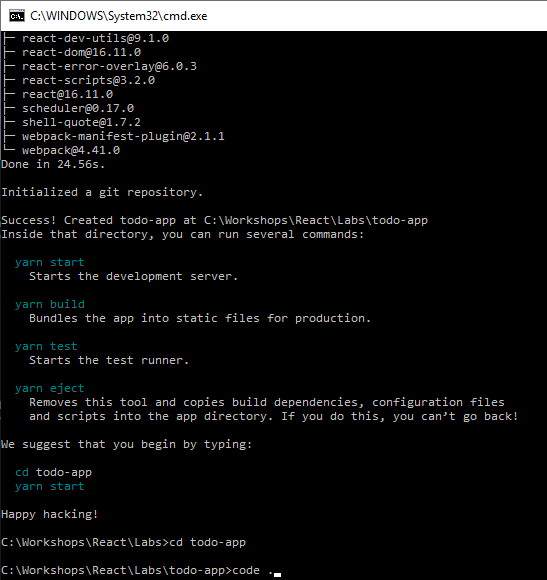 C:\WINDOWS\System32\cmd.exe
├─ react-dev-utils@9.1.0
├─ react-dom@16.11.0
├─ react-error-overlay@6.0.3
├─ react-scripts@3.2.0
├─ react@16.11.0
├─ scheduler@0.17.0
├─ shell-quote@1.7.2
├─ webpack-manifest-plugin@2.1.1
└─ webpack@4.41.0
Done in 24.56s.
Initialized a git repository.
Success! Created todo-app at C:\Workshops\React\Labs\todo-app
Inside that directory, you can run several commands:
yarn start
Starts the development server.
yarn build
Bundles the app into static files for production.
yarn test
Starts the test runner.
yarn eject
Removes this tool and copies build dependencies, configuration files
and scripts into the app directory. If you do this, you can’t go back!
We suggest that you begin by typing:
cd todo-app
yarn start
Happy hacking!
C:\Workshops\React\Labs>cd todo-app
C:\Workshops\React\Labs\todo-app>code .